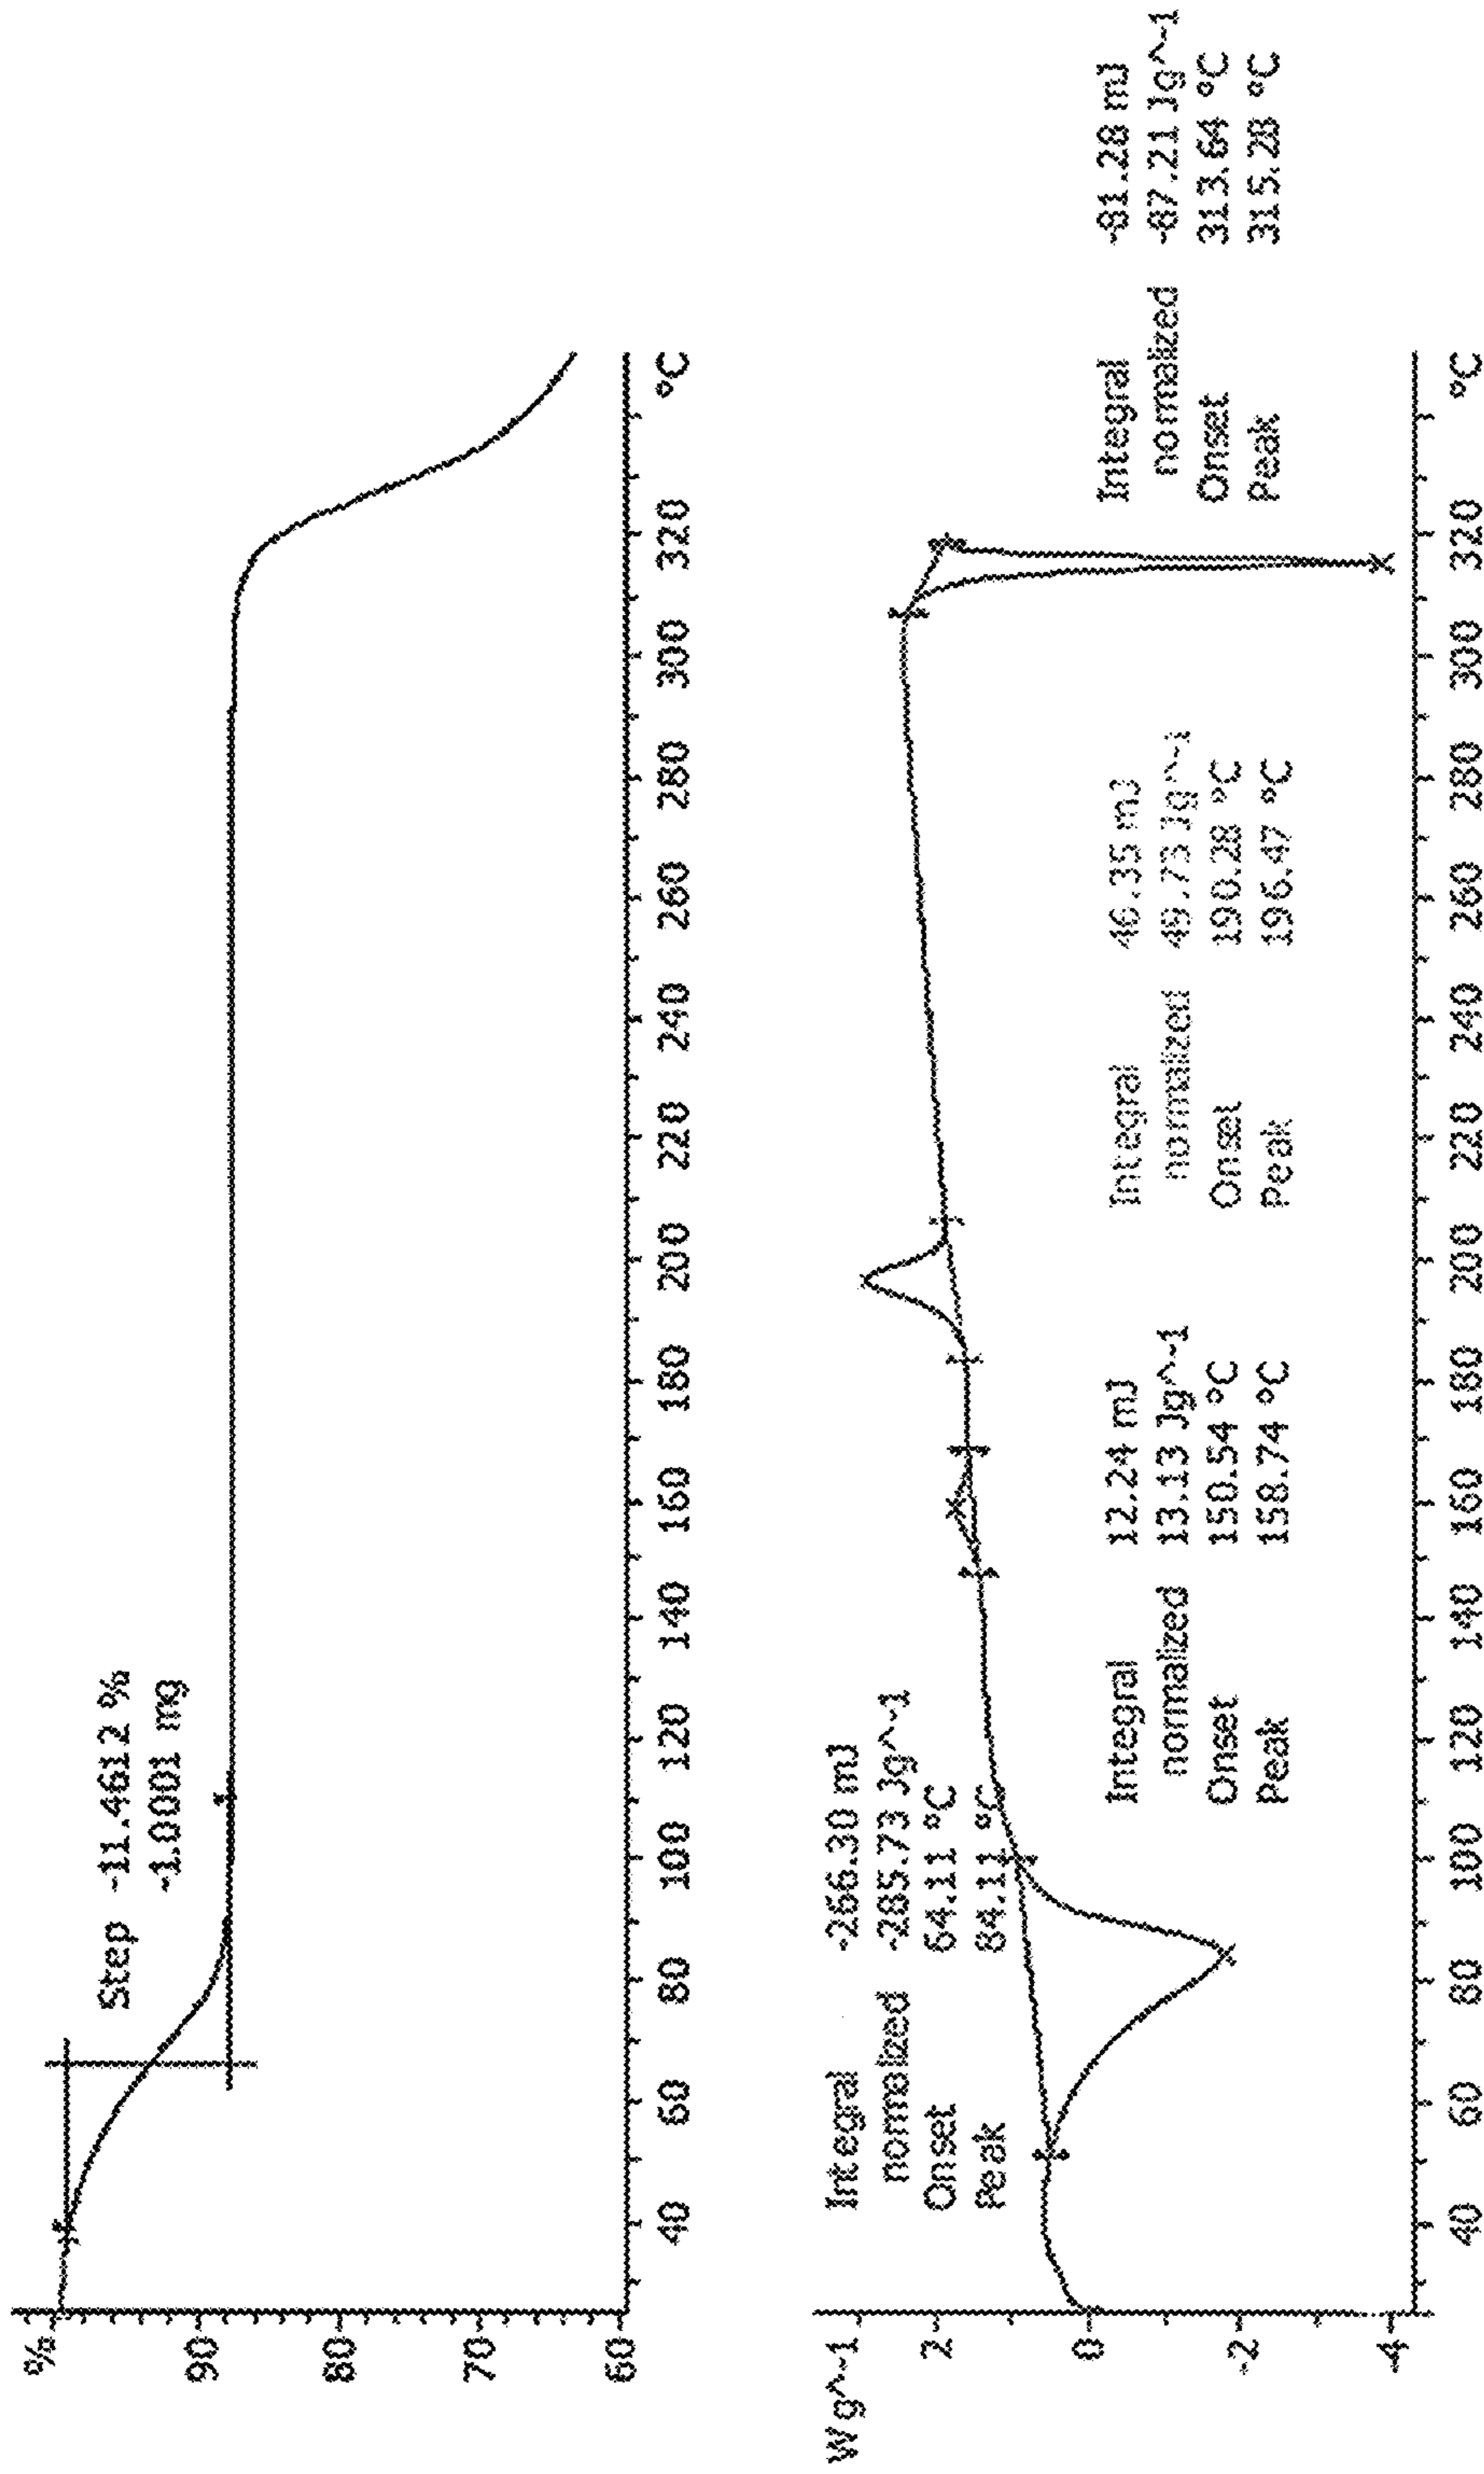 %
Step -11.4612 %
-1.0001 mg
90
80
70
60
40 60 80 100 120 140 160 180 200 220 240 260 280 300 320 °C
Wg^-1
Integral -266.30 mJ
normalized -285.73 Jg^-1
Onset 64.11 °C
Peak 84.11 °C
2
0
-2
-4
Integral 12.24 mJ
normalized 13.13 Jg^-1
Onset 150.54 °C
Peak 158.74 °C
Integral 46.35 mJ
normalized 49.73 Jg^-1
Onset 190.28 °C
Peak 196.47 °C
Integral -81.28 mJ
normalized -87.21 Jg^-1
Onset 313.64 °C
Peak 315.28 °C
40 60 80 100 120 140 160 180 200 220 240 260 280 300 320 °C